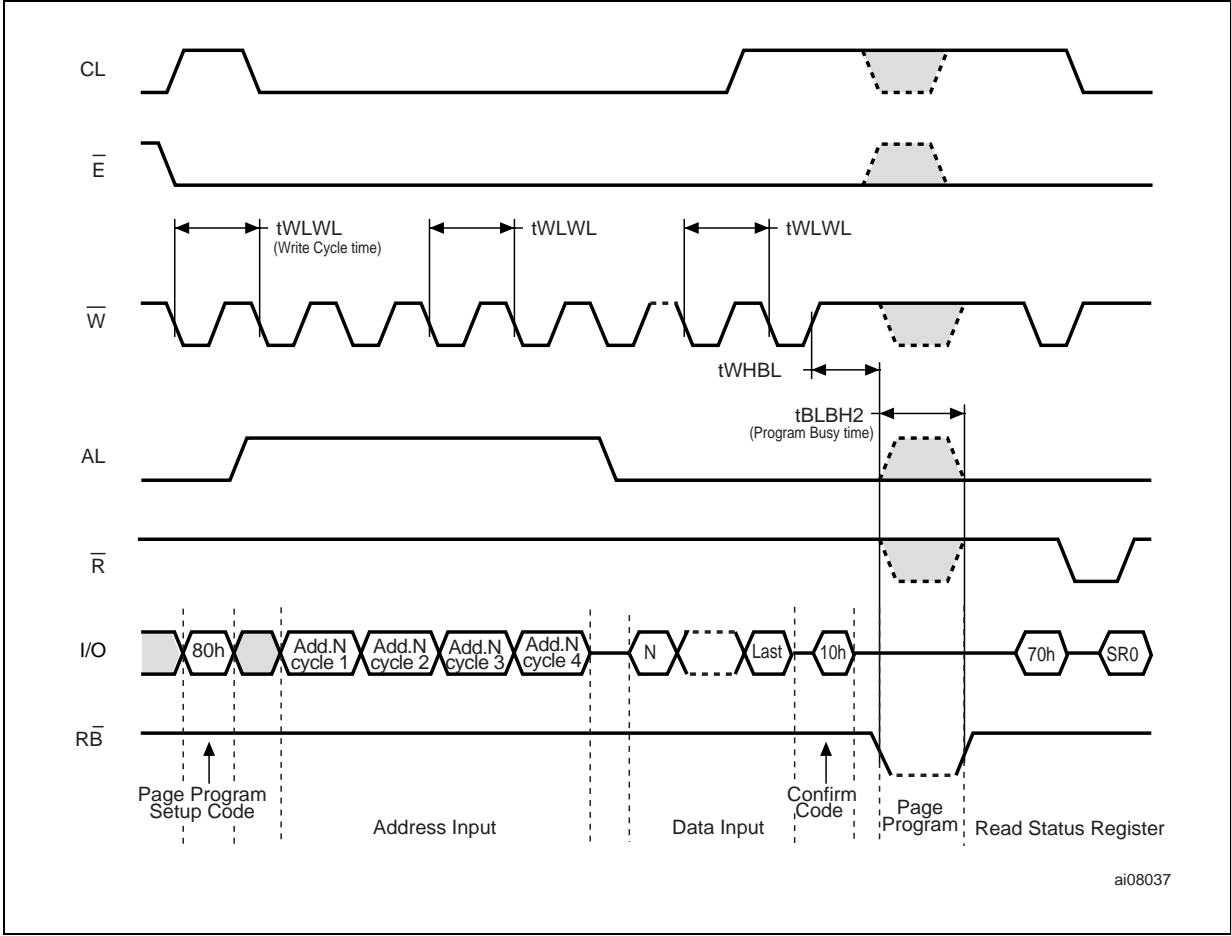 CL
E̅
tWLWL
(Write Cycle time)
tWLWL
tWLWL
W̅
tWHBL
tBLBH2
(Program Busy time)
AL
R̅
I/O
80h
Add.N
cycle 1
Add.N
cycle 2
Add.N
cycle 3
Add.N
cycle 4
N
Last
10h
70h
SR0
RB̅
Page Program
Setup Code
Address Input
Data Input
Confirm
Code
Page
Program
Read Status Register
ai08037